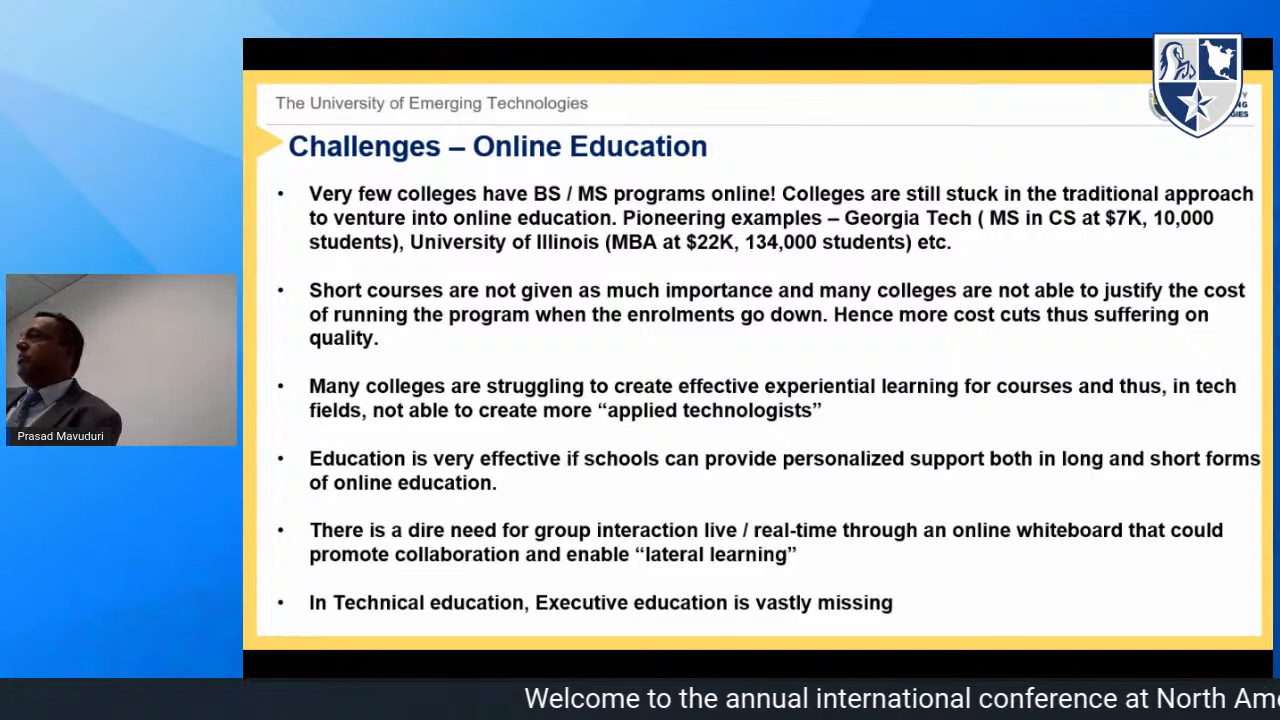 The University of Emerging Technologies
Challenges – Online Education
• Very few colleges have BS / MS programs online! Colleges are still stuck in the traditional approach
to venture into online education. Pioneering examples – Georgia Tech ( MS in CS at $7K, 10,000
students), University of Illinois (MBA at $22K, 134,000 students) etc.
• Short courses are not given as much importance and many colleges are not able to justify the cost
of running the program when the enrolments go down. Hence more cost cuts thus suffering on
quality.
• Many colleges are struggling to create effective experiential learning for courses and thus, in tech
fields, not able to create more “applied technologists”
• Education is very effective if schools can provide personalized support both in long and short forms
of online education.
• There is a dire need for group interaction live / real-time through an online whiteboard that could
promote collaboration and enable “lateral learning”
• In Technical education, Executive education is vastly missing
Prasad Mavuduri
Welcome to the annual international conference at North Am